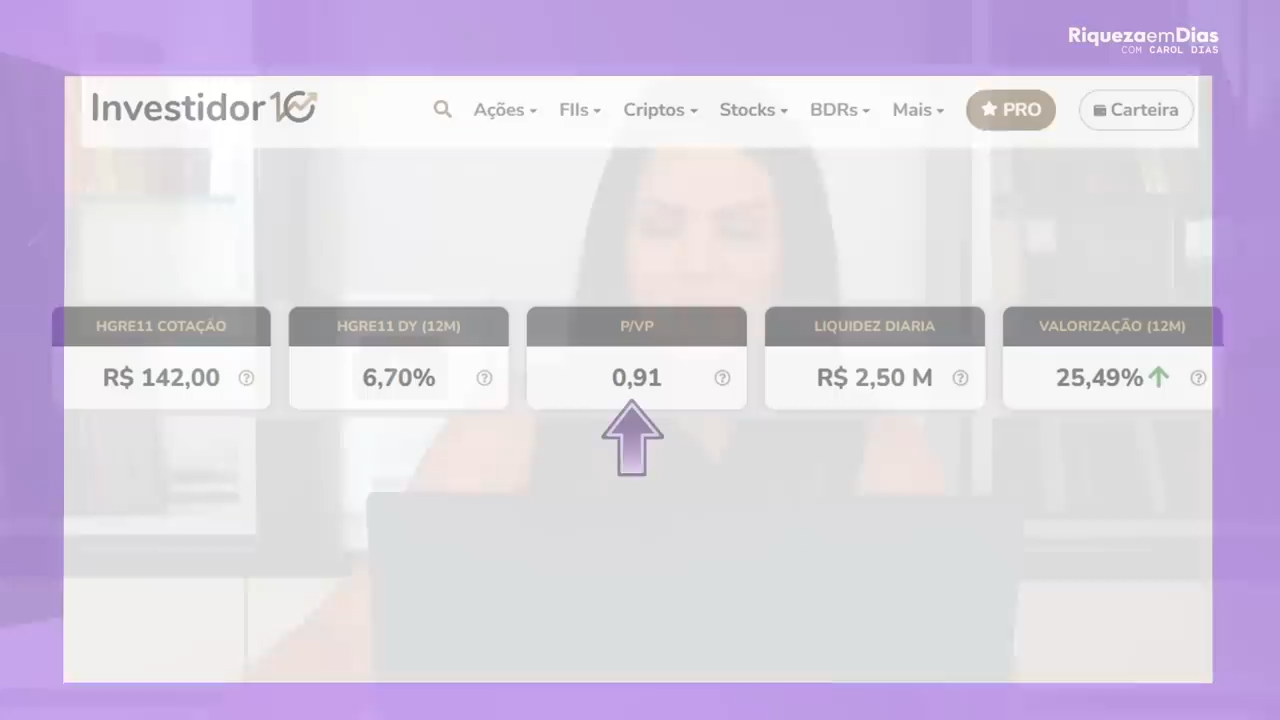 RiquezaemDias
COM CAROL DIAS
Investidor10
Ações FIIs Criptos Stocks BDRs Mais PRO Carteira
HGRE11 COTAÇÃO HGRE11 DY (12M) P/VP LIQUIDEZ DIARIA VALORIZAÇÃO (12M)
R$ 142,00 6,70% 0,91 R$ 2,50 M 25,49%